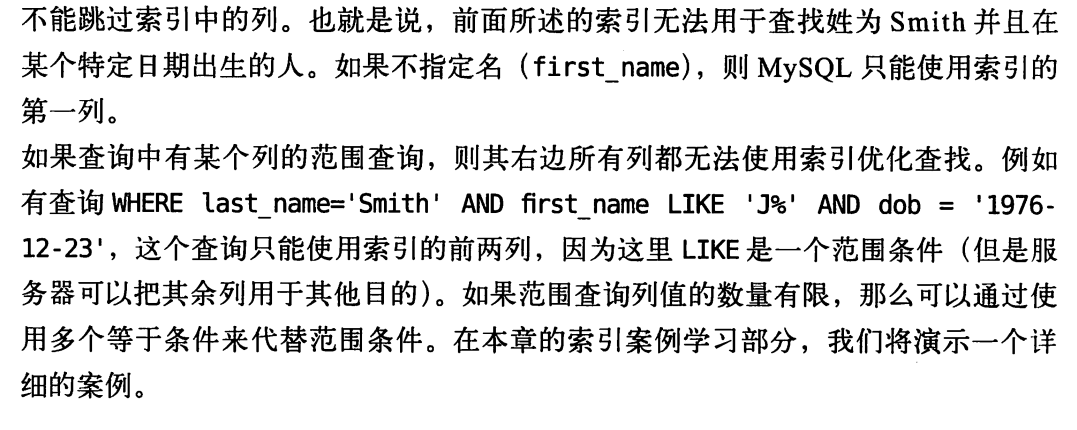 不能跳过索引中的列。也就是说，前面所述的索引无法用于查找姓为 Smith 并且在
某个特定日期出生的人。如果不指定名（first_name），则 MySQL 只能使用索引的
第一列。
如果查询中有某个列的范围查询，则其右边所有列都无法使用索引优化查找。例如
有查询 WHERE last_name='Smith' AND first_name LIKE 'J%' AND dob = '1976-
12-23'，这个查询只能使用索引的前两列，因为这里 LIKE 是一个范围条件（但是服
务器可以把其余列用于其他目的）。如果范围查询列值的数量有限，那么可以通过使
用多个等于条件来代替范围条件。在本章的索引案例学习部分，我们将演示一个详
细的案例。